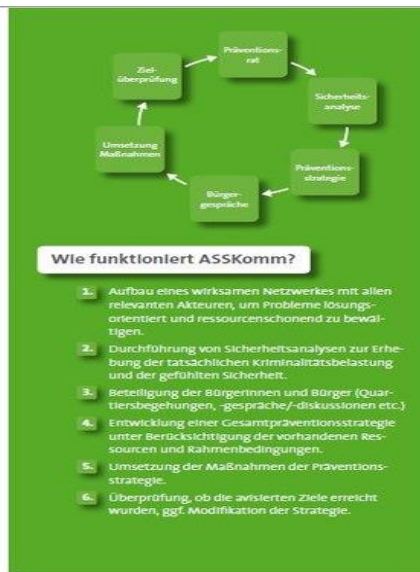 Präventions-
rat
Sicherheits-
analyse
Präventions-
strategie
Bürger-
gespräche
Umsetzung
Maßnahmen
Ziel-
überprüfung
Wie funktioniert ASSKomm?
1. Aufbau eines wirksamen Netzwerkes mit allen
relevanten Akteuren, um Probleme lösungs-
orientiert und ressourcenschonend zu bewäl-
tigen.
2. Durchführung von Sicherheitsanalysen zur Erhe-
bung der tatsächlichen Kriminalitätsbelastung
und der gefühlten Sicherheit.
3. Beteiligung der Bürgerinnen und Bürger (Quar-
tiersbegehungen, -gespräche/-diskussionen etc.)
4. Entwicklung einer Gesamtpräventionsstrategie
unter Berücksichtigung der vorhandenen Res-
sourcen und Rahmenbedingungen.
5. Umsetzung der Maßnahmen der Präventions-
strategie.
6. Überprüfung, ob die avisierten Ziele erreicht
wurden, ggf. Modifikation der Strategie.